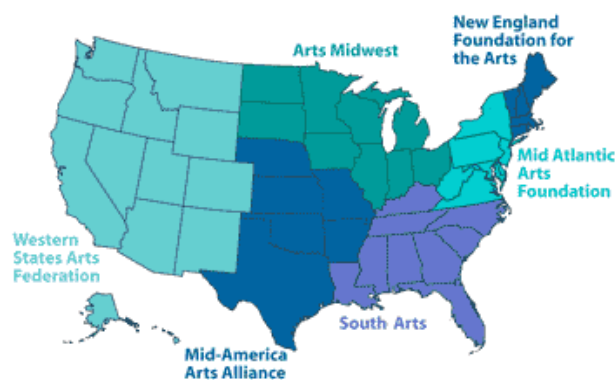 New England
Foundation for
the Arts
Arts Midwest
Mid Atlantic
Arts
Foundation
Western
States Arts
Federation
South Arts
Mid-America
Arts Alliance